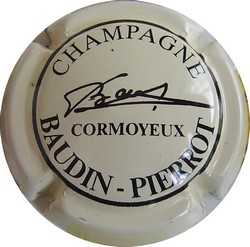 CHAMPAGNE
CORMOYEUX
BAUDIN - PIERROT